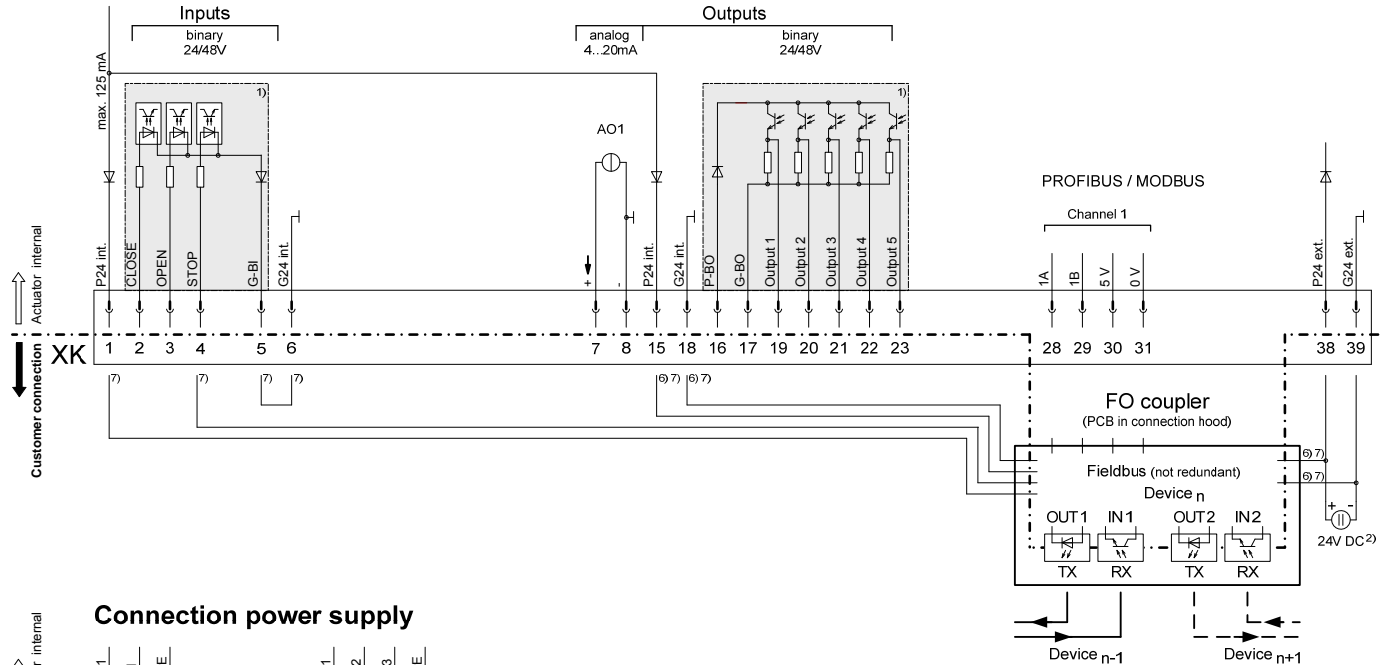 Inputs
binary
24/48V
Outputs
analog
4...20mA
binary
24/48V
max. 125 mA
1)
1)
AO1
PROFIBUS / MODBUS
Channel 1
Actuator internal
P24 int.
CLOSE
OPEN
STOP
G-BI
G24 int.
+
-
P24 int.
G24 int.
P-BO
G-BO
Output 1
Output 2
Output 3
Output 4
Output 5
1A
1B
5 V
0 V
P24 ext.
G24 ext.
XK
1 2 3 4 5 6 7 8 15 18 16 17 19 20 21 22 23 28 29 30 31 38 39
Customer connection
7) 7) 7) 7) 6) 7) 6) 7)
FO coupler
(PCB in connection hood)
Fieldbus (not redundant)
Device n
6) 7)
6) 7)
OUT1 IN1 OUT2 IN2
+ -
24V DC 2)
TX RX TX RX
Device n-1
Device n+1
Connection power supply
r internal
1
E
1
2
3
E